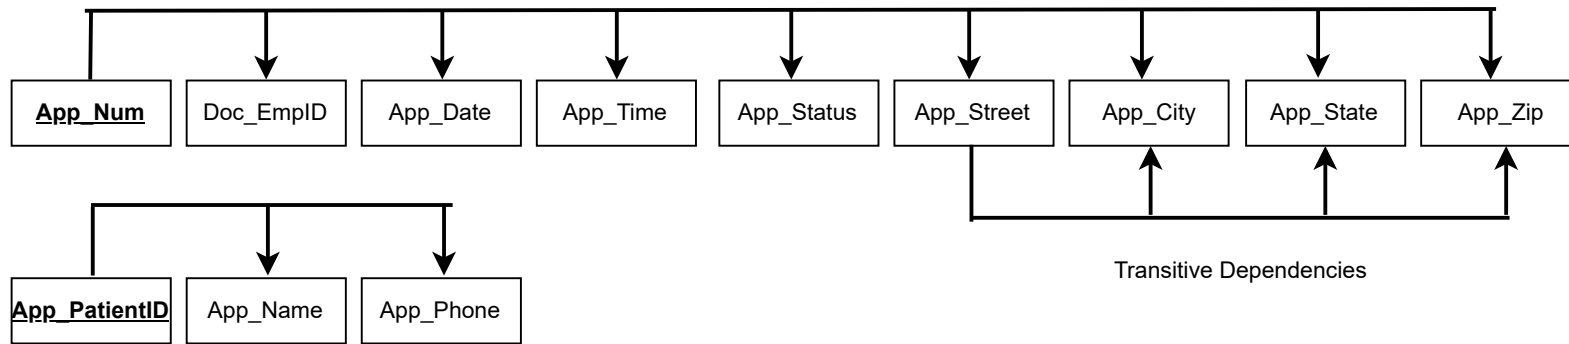 App_Num Doc_EmpID App_Date App_Time App_Status App_Street App_City App_State App_Zip
Transitive Dependencies
App_PatientID App_Name App_Phone